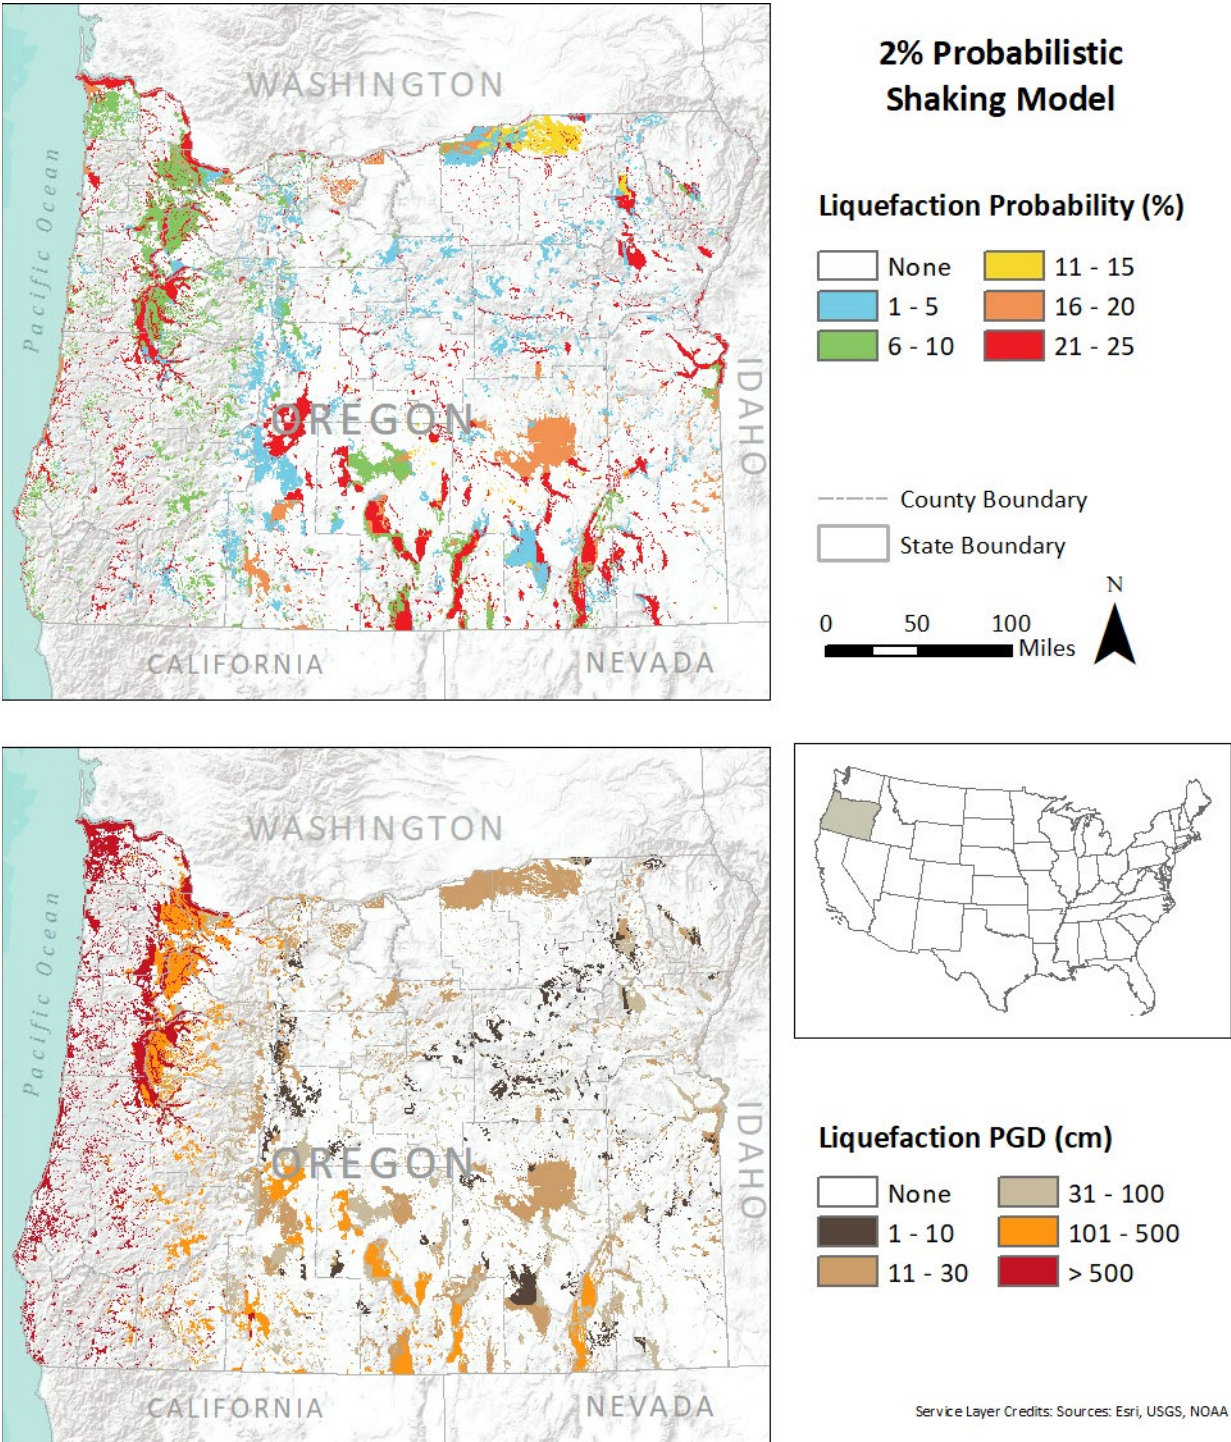 WASHINGTON
Pacific Ocean
OREGON
IDAHO
CALIFORNIA
NEVADA
2% Probabilistic
Shaking Model
Liquefaction Probability (%)
None
11 - 15
1 - 5
16 - 20
6 - 10
21 - 25
County Boundary
State Boundary
N
0 50 100
Miles
WASHINGTON
Pacific Ocean
OREGON
IDAHO
CALIFORNIA
NEVADA
Liquefaction PGD (cm)
None
31 - 100
1 - 10
101 - 500
11 - 30
> 500
Service Layer Credits: Sources: Esri, USGS, NOAA